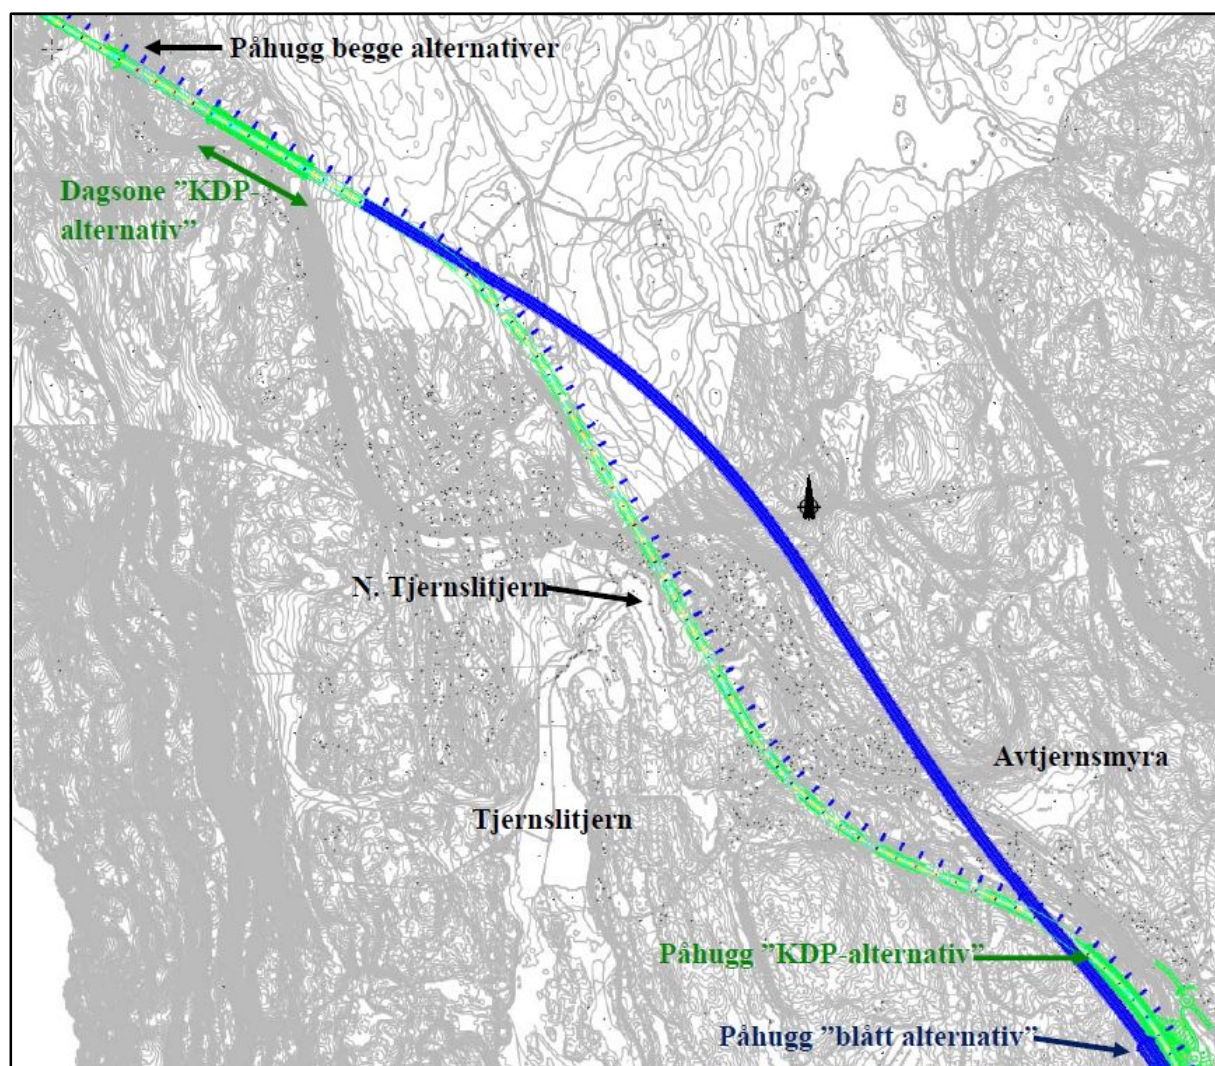 Påhugg begge alternativer
Dagsone ”KDP-
alternativ”
N. Tjernslitjern
Avtjernsmyra
Tjernslitjern
Påhugg ”KDP-alternativ”
Påhugg ”blått alternativ”